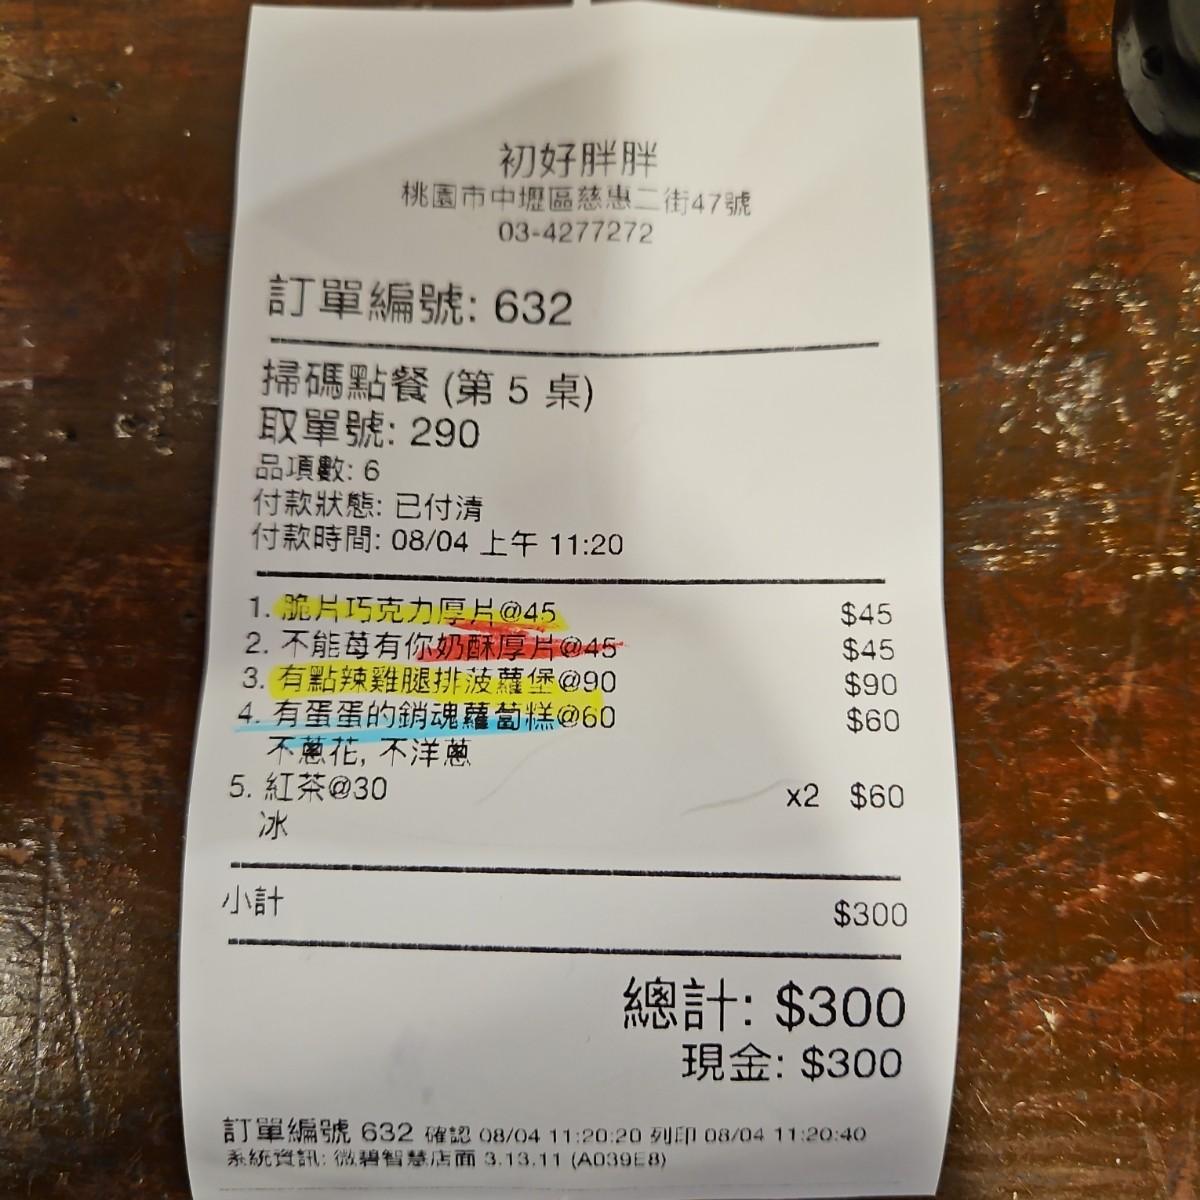 初好胖胖
桃園市中壢區慈惠二街47號
03-4277272
訂單編號: 632
掃碼點餐 (第 5 桌)
取單號: 290
品項數: 6
付款狀態: 已付清
付款時間: 08/04 上午 11:20
1. 脆片巧克力厚片@45 $45
2. 不能莓有你奶酥厚片@45 $45
3. 有點辣雞腿排菠蘿堡@90 $90
4. 有蛋蛋的銷魂蘿蔔糕@60 $60
不蔥花, 不洋蔥
5. 紅茶@30 x2 $60
冰
小計 $300
總計: $300
現金: $300
訂單編號 632 確認 08/04 11:20:20 列印 08/04 11:20:40
系統資訊: 微碧智慧店面 3.13.11 (A039E8)